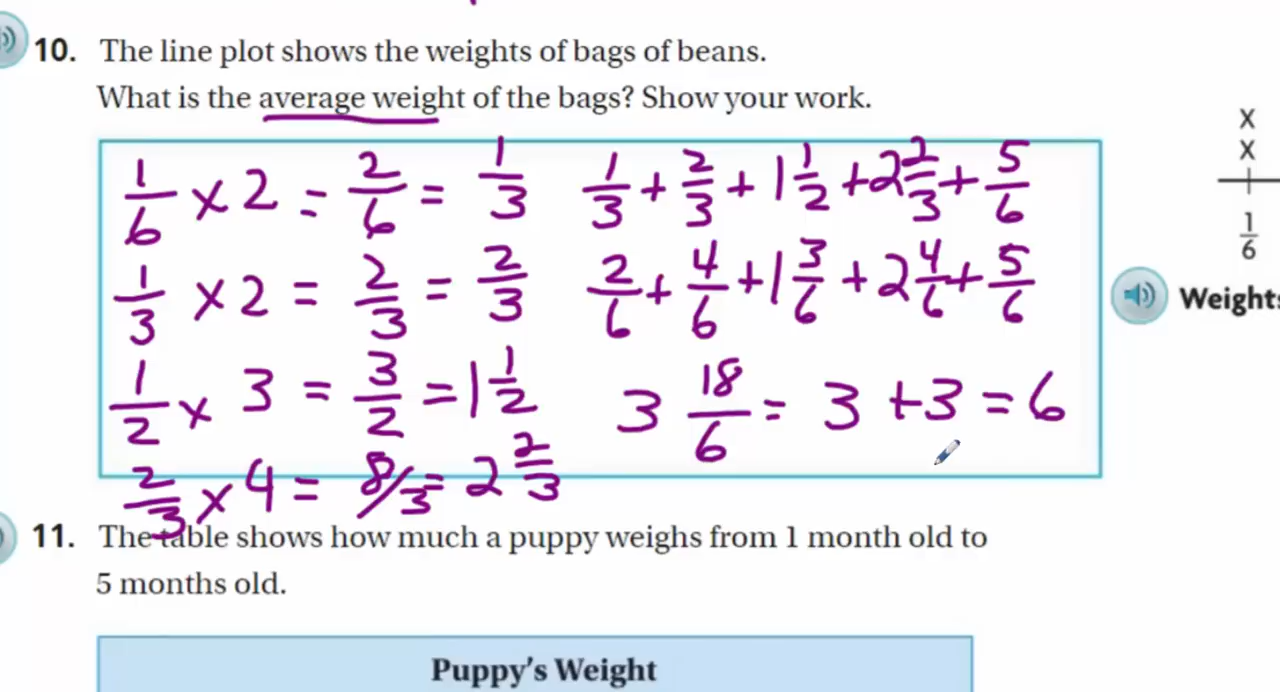 10. The line plot shows the weights of bags of beans.
What is the average weight of the bags? Show your work.
1/6 × 2 = 2/6 = 1/3
1/3 × 2 = 2/3 = 2/3
1/2 × 3 = 3/2 = 1 1/2
2/3 × 4 = 8/3 = 2 2/3
1/3 + 2/3 + 1 1/2 + 2 2/3 + 5/6
2/6 + 4/6 + 1 3/6 + 2 4/6 + 5/6
3 18/6 = 3 + 3 = 6
X
X
1/6
Weights
11. The table shows how much a puppy weighs from 1 month old to
5 months old.
Puppy's Weight